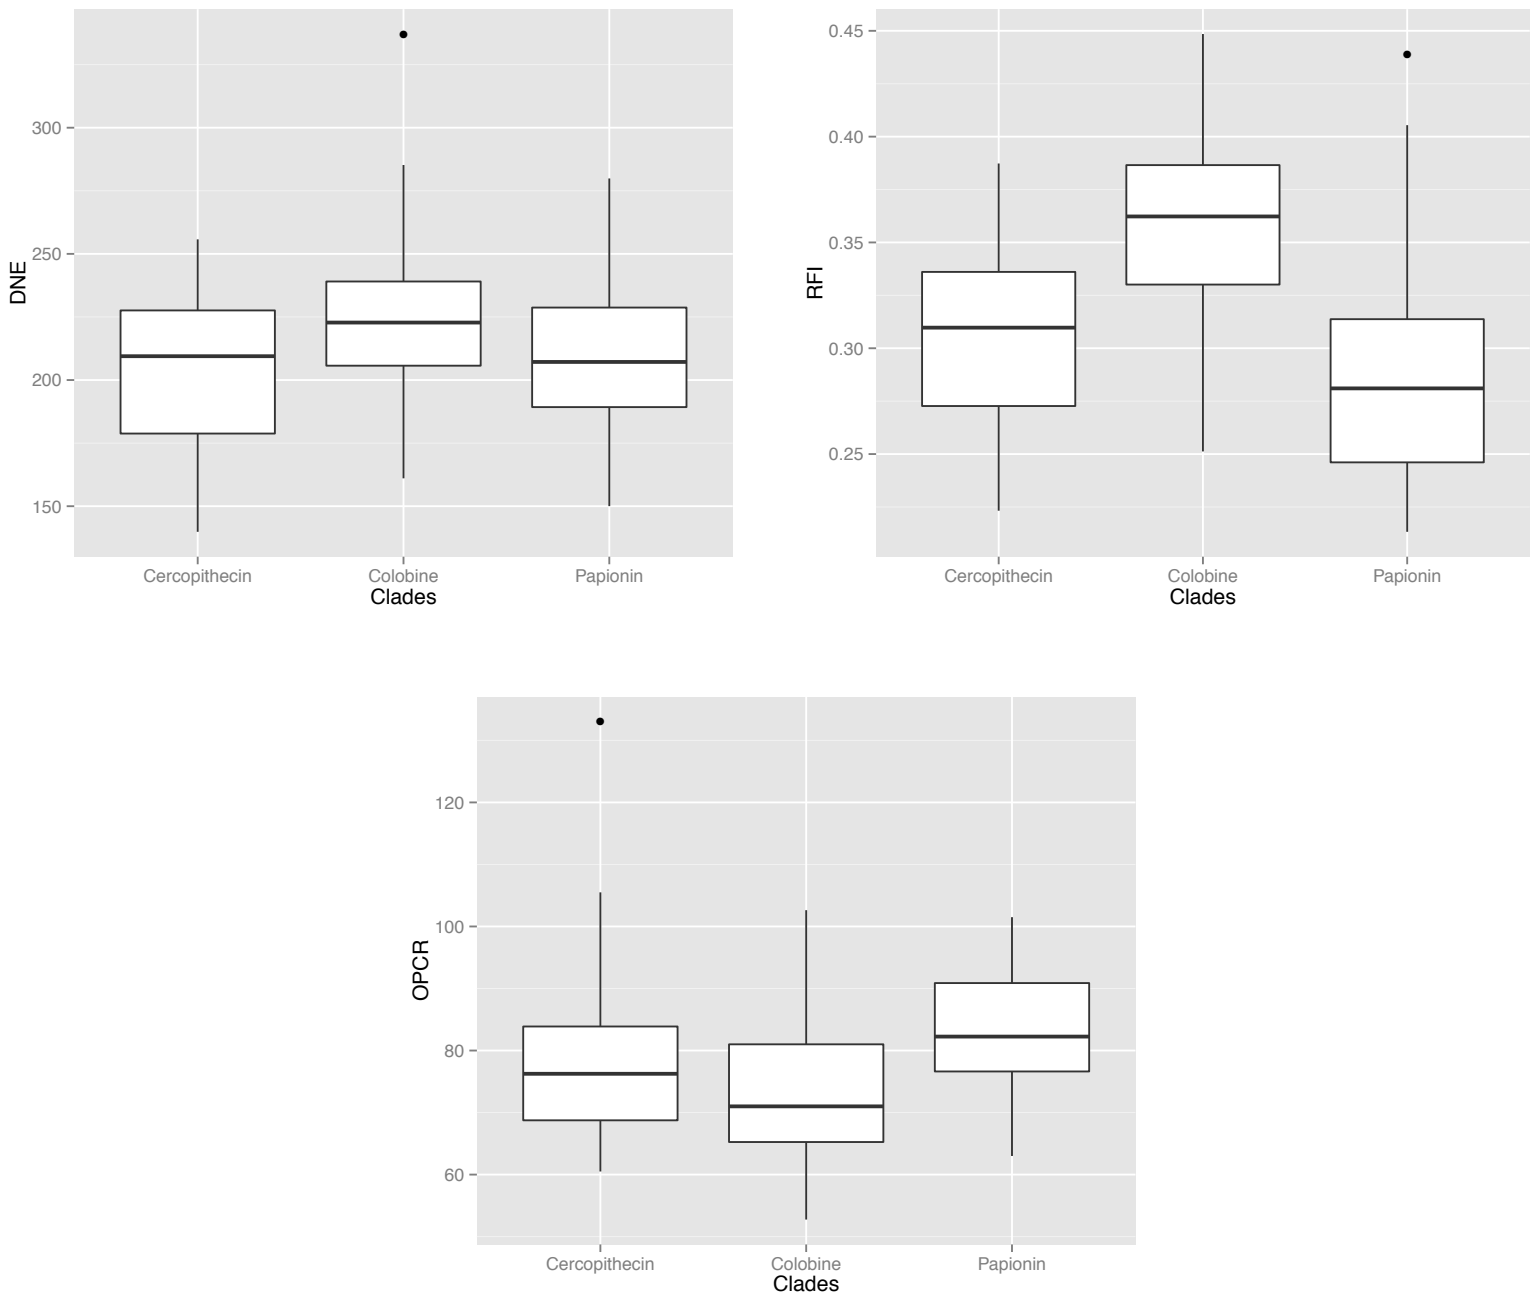 DNE
300
250
200
150
Cercopithecin Colobine Papionin
Clades
RFI
0.45
0.40
0.35
0.30
0.25
Cercopithecin Colobine Papionin
Clades
OPCR
120
100
80
60
Cercopithecin Colobine Papionin
Clades